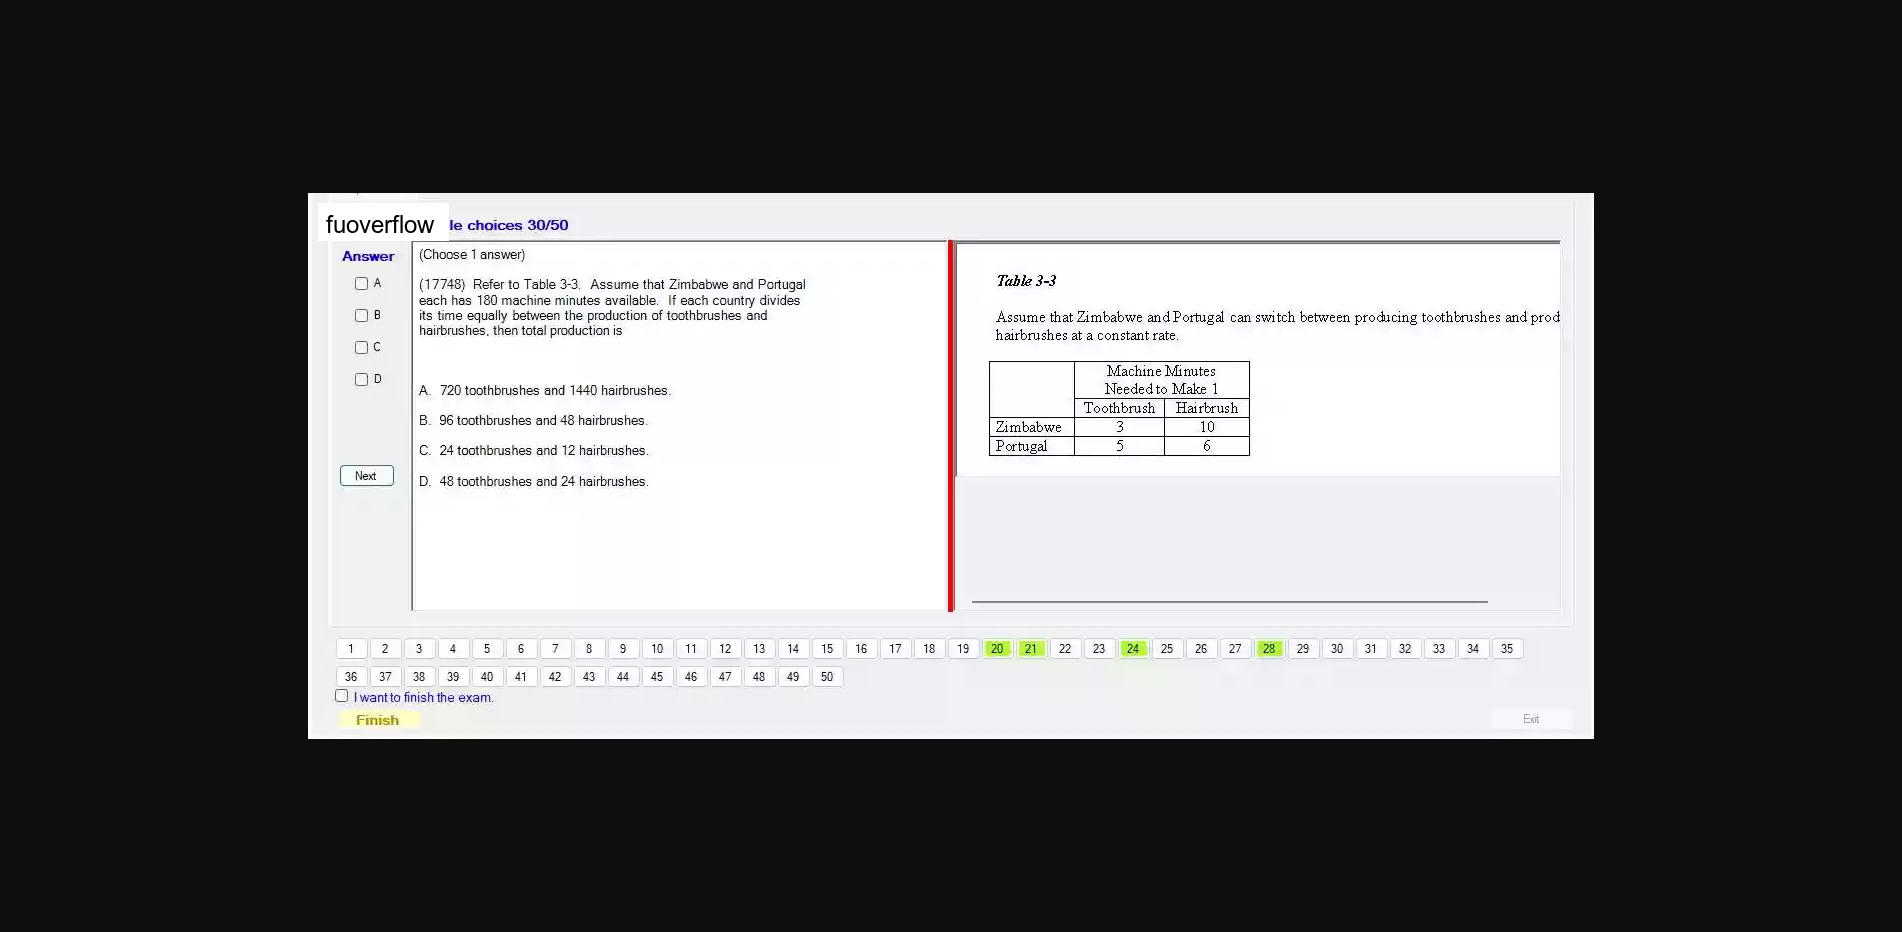 fuoverflow
le choices 30/50
Answer
(Choose 1 answer)
A
B
C
D
Next
(17748) Refer to Table 3-3. Assume that Zimbabwe and Portugal
each has 180 machine minutes available. If each country divides
its time equally between the production of toothbrushes and
hairbrushes, then total production is
A. 720 toothbrushes and 1440 hairbrushes.
B. 96 toothbrushes and 48 hairbrushes.
C. 24 toothbrushes and 12 hairbrushes.
D. 48 toothbrushes and 24 hairbrushes.
Table 3-3
Assume that Zimbabwe and Portugal can switch between producing toothbrushes and prod
hairbrushes at a constant rate.
Machine Minutes
Needed to Make 1
Toothbrush Hairbrush
Zimbabwe 3 10
Portugal 5 6
1 2 3 4 5 6 7 8 9 10 11 12 13 14 15 16 17 18 19 20 21 22 23 24 25 26 27 28 29 30 31 32 33 34 35
36 37 38 39 40 41 42 43 44 45 46 47 48 49 50
I want to finish the exam.
Finish
Exit